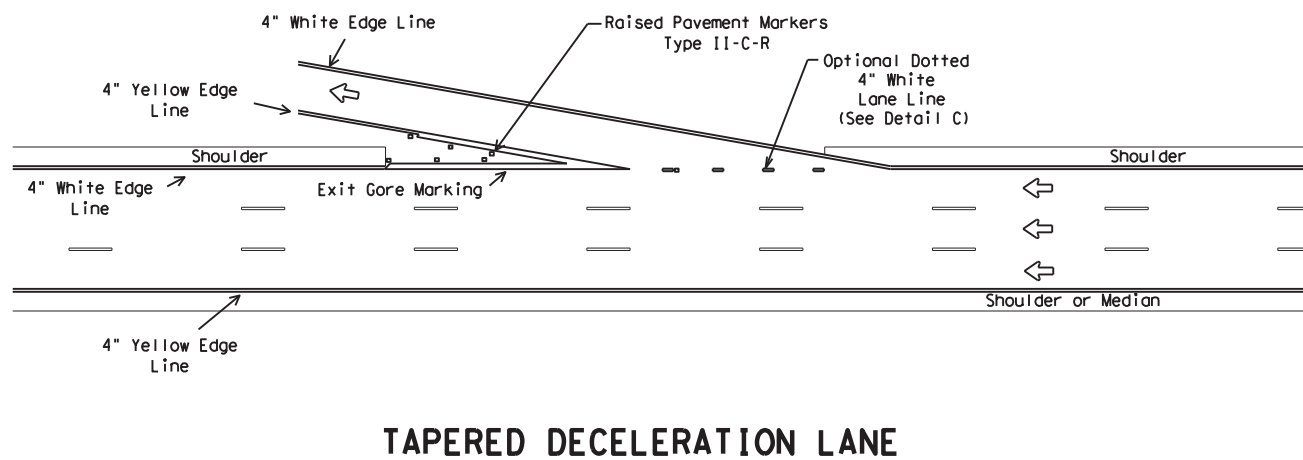 4" White Edge Line
Raised Pavement Markers
Type II-C-R
Optional Dotted
4" White
Lane Line
(See Detail C)
4" Yellow Edge
Line
Shoulder
Shoulder
4" White Edge
Line
Exit Gore Marking
Shoulder or Median
4" Yellow Edge
Line
TAPERED DECELERATION LANE